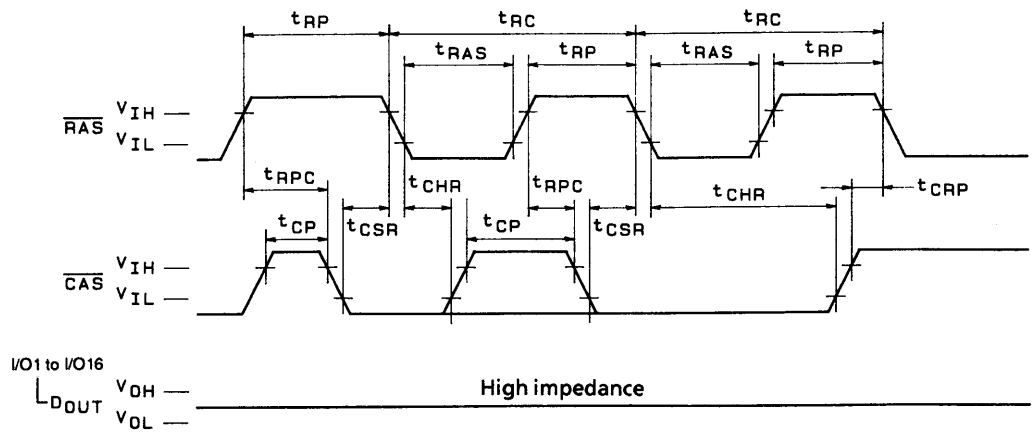 tRP tRC tRC
tRAS tRP tRAS tRP
RAS VIH
VIL
tRPC tCHR tRPC tCHR tCRP
tCP tCSR tCP tCSR
CAS VIH
VIL
I/O1 to I/O16
DOUT VOH High impedance
VOL